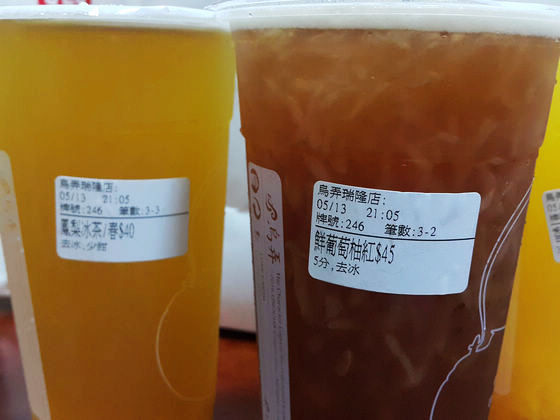 烏弄瑞隆店:
05/13 21:05
牌號:246 筆數:3-3
鳳梨冰茶/春$40
去冰,少甜
烏弄瑞隆店:
05/13 21:05
牌號:246 筆數:3-2
鮮葡萄柚紅$45
5分,去冰
烏弄